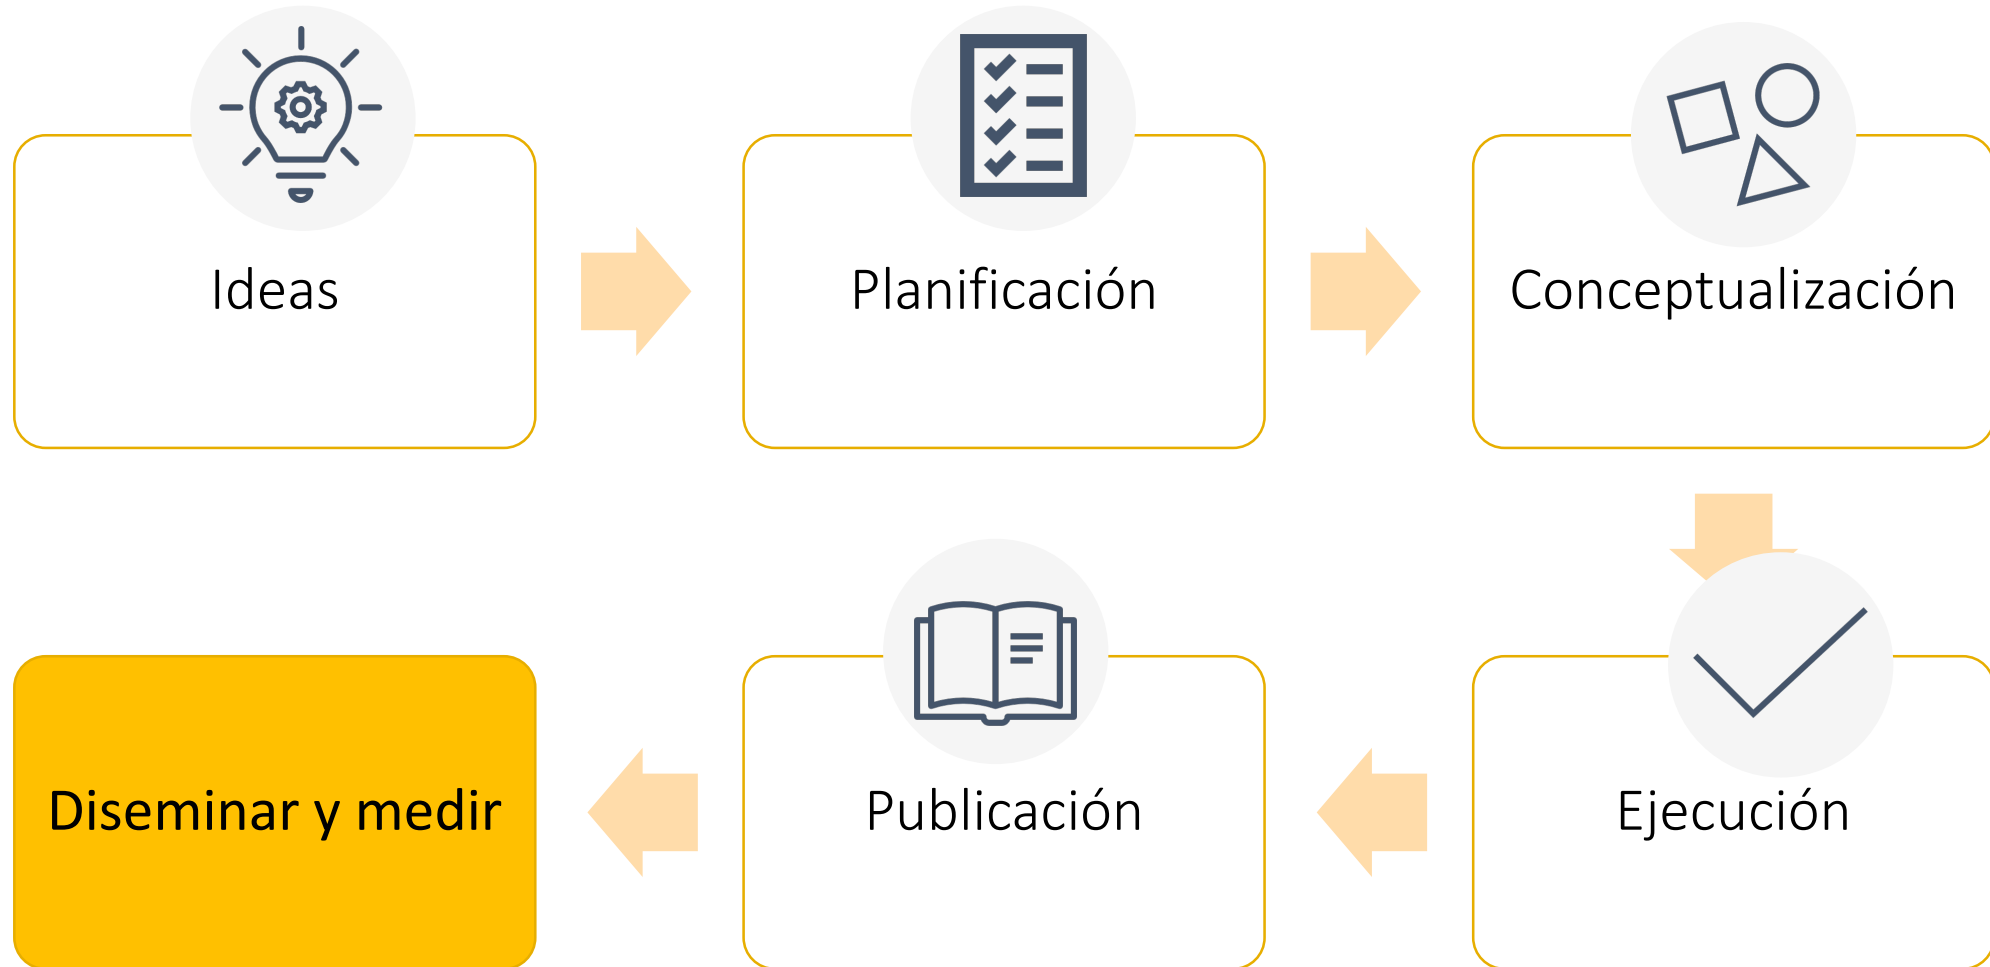 Ideas
Planificación
Conceptualización
Ejecución
Publicación
Diseminar y medir